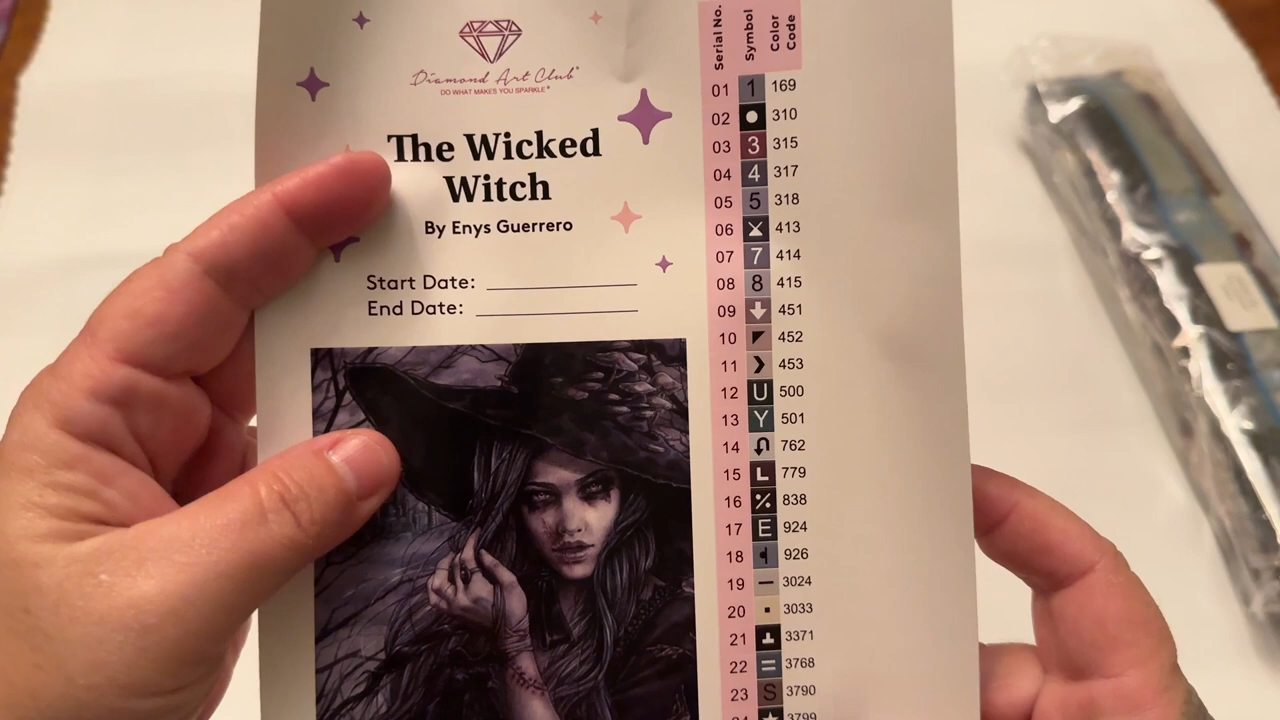 Diamond Art Club®
DO WHAT MAKES YOU SPARKLE®
The Wicked
Witch
By Enys Guerrero
Start Date:
End Date:
Serial No. Symbol Color Code
01 1 169
02 310
03 3 315
04 4 317
05 5 318
06 413
07 7 414
08 8 415
09 451
10 452
11 453
12 U 500
13 Y 501
14 762
15 L 779
16 838
17 E 924
18 926
19 3024
20 3033
21 3371
22 = 3768
23 S 3790
24 3799